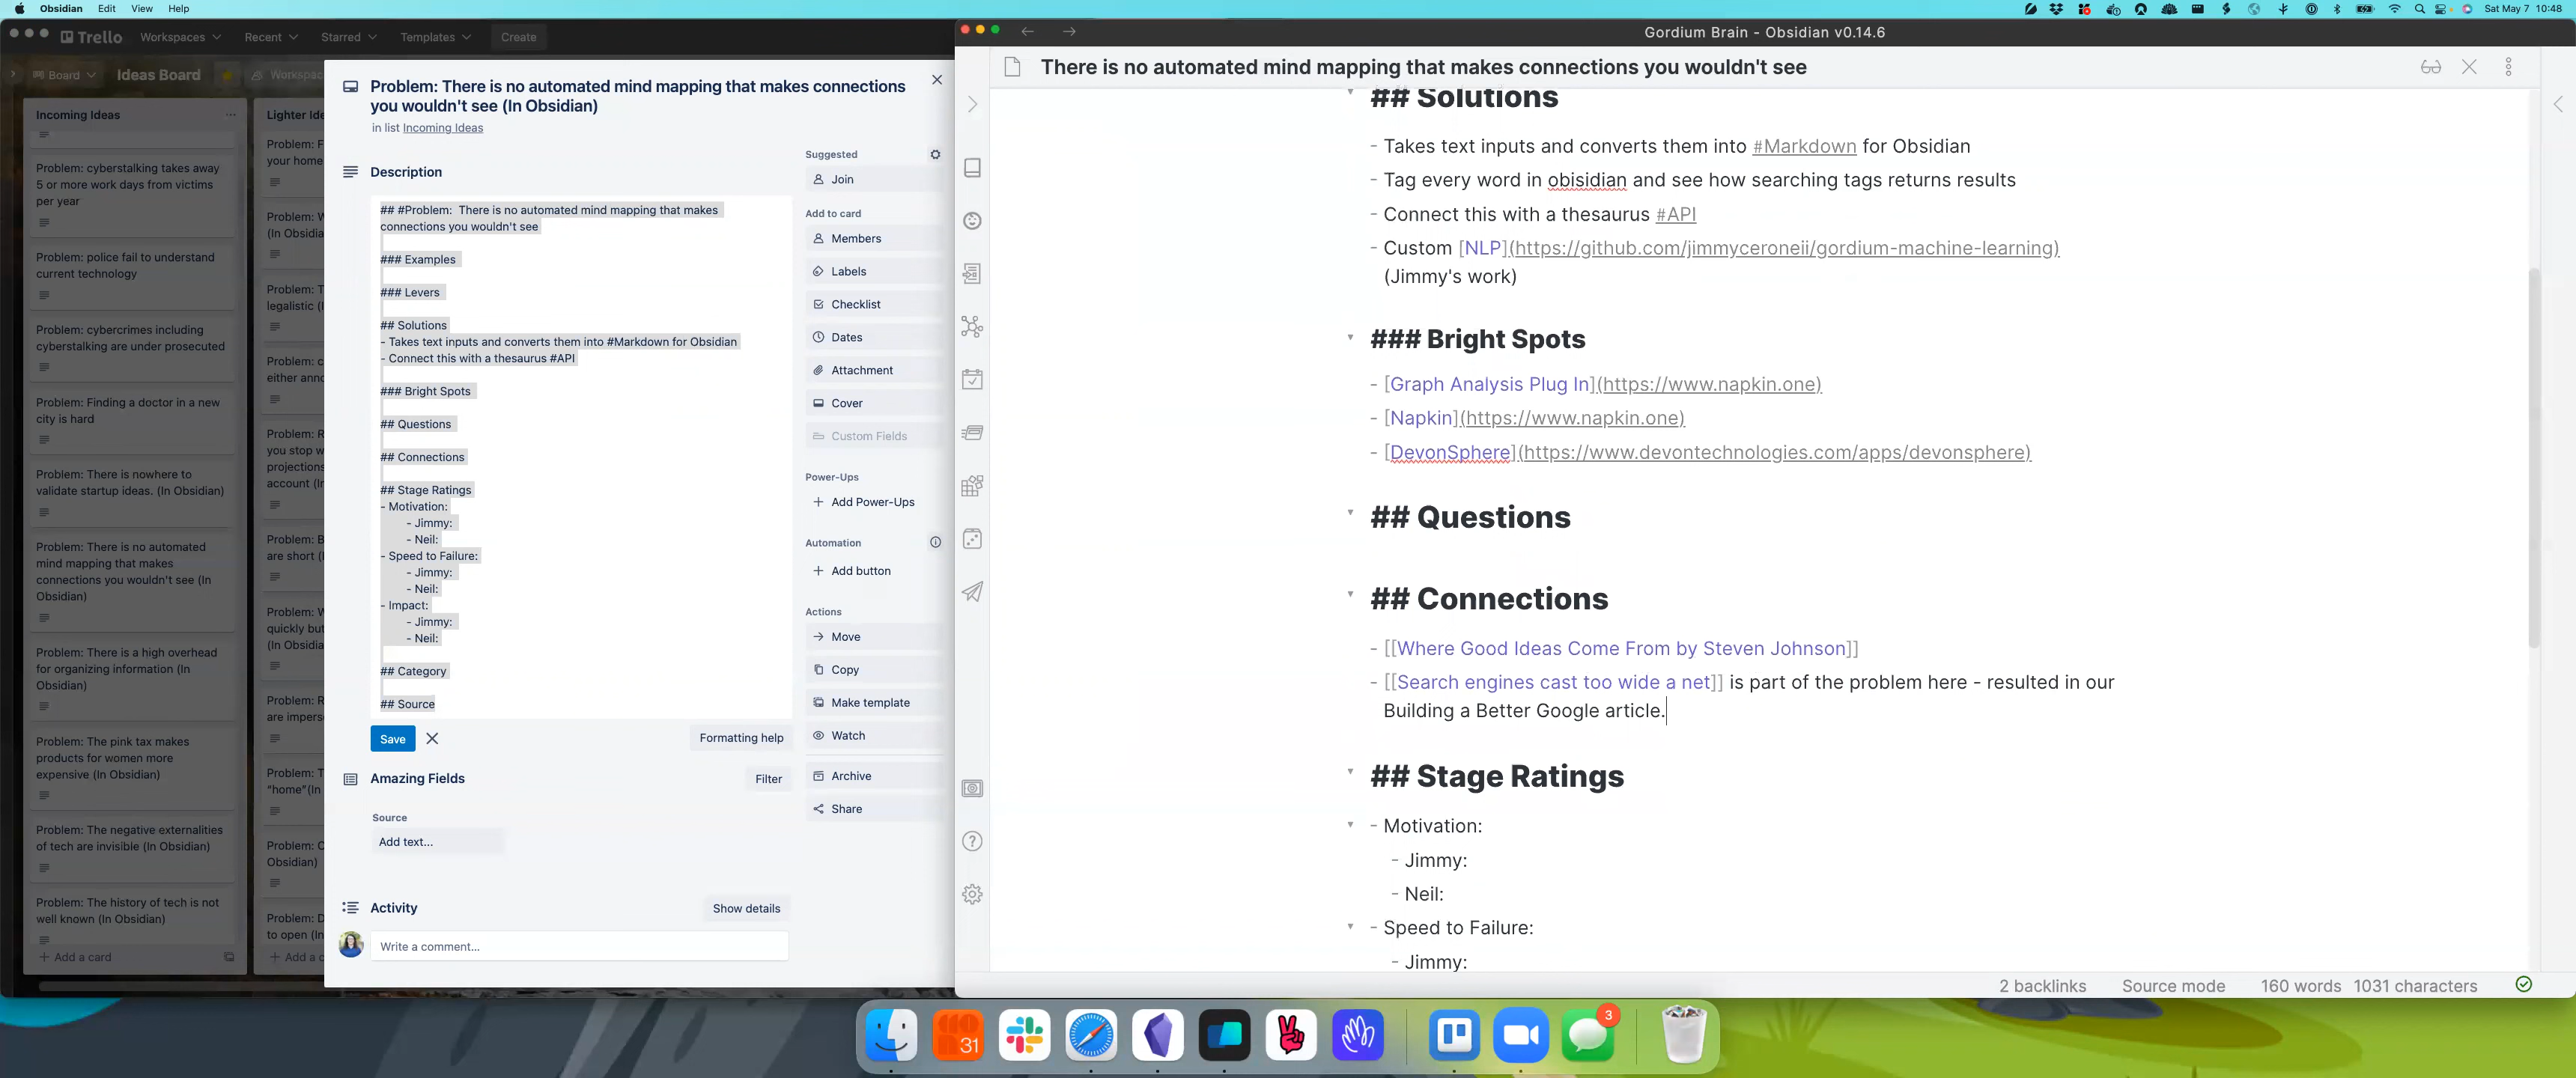 Obsidian Edit View Help
Sat May 7 10:48
Trello Workspaces Recent Starred Templates Create
Board Ideas Board
Incoming Ideas
Problem: cyberstalking takes away
5 or more work days from victims
per year
Problem: police fail to understand
current technology
Problem: cybercrimes including
cyberstalking are under prosecuted
Problem: Finding a doctor in a new
city is hard
Problem: There is nowhere to
validate startup ideas. (In Obsidian)
Problem: There is no automated
mind mapping that makes
connections you wouldn't see (In
Obsidian)
Problem: There is a high overhead
for organizing information (In
Obsidian)
Problem: The pink tax makes
products for women more
expensive (In Obsidian)
Problem: The negative externalities
of tech are invisible (In Obsidian)
Problem: The history of tech is not
well known (In Obsidian)
+ Add a card
Problem: There is no automated mind mapping that makes connections
you wouldn't see (In Obsidian)
in list Incoming Ideas
Description
## #Problem:  There is no automated mind mapping that makes
connections you wouldn't see
### Examples
### Levers
## Solutions
- Takes text inputs and converts them into #Markdown for Obsidian
- Connect this with a thesaurus #API
### Bright Spots
## Questions
## Connections
## Stage Ratings
- Motivation:
- Jimmy:
- Neil:
- Speed to Failure:
- Jimmy:
- Neil:
- Impact:
- Jimmy:
- Neil:
## Category
## Source
Save
Formatting help
Amazing Fields
Filter
Source
Add text...
Activity
Show details
Write a comment...
Suggested
Join
Add to card
Members
Labels
Checklist
Dates
Attachment
Cover
Custom Fields
Power-Ups
+ Add Power-Ups
Automation
+ Add button
Actions
Move
Copy
Make template
Watch
Archive
Share
Gordium Brain - Obsidian v0.14.6
There is no automated mind mapping that makes connections you wouldn't see
## Solutions
- Takes text inputs and converts them into #Markdown for Obsidian
- Tag every word in obisidian and see how searching tags returns results
- Connect this with a thesaurus #API
- Custom [NLP](https://github.com/jimmyceroneii/gordium-machine-learning)
(Jimmy's work)
### Bright Spots
- [Graph Analysis Plug In](https://www.napkin.one)
- [Napkin](https://www.napkin.one)
- [DevonSphere](https://www.devontechnologies.com/apps/devonsphere)
## Questions
## Connections
- [[Where Good Ideas Come From by Steven Johnson]]
- [[Search engines cast too wide a net]] is part of the problem here - resulted in our
Building a Better Google article.
## Stage Ratings
- Motivation:
- Jimmy:
- Neil:
- Speed to Failure:
- Jimmy:
2 backlinks Source mode 160 words 1031 characters
31
3